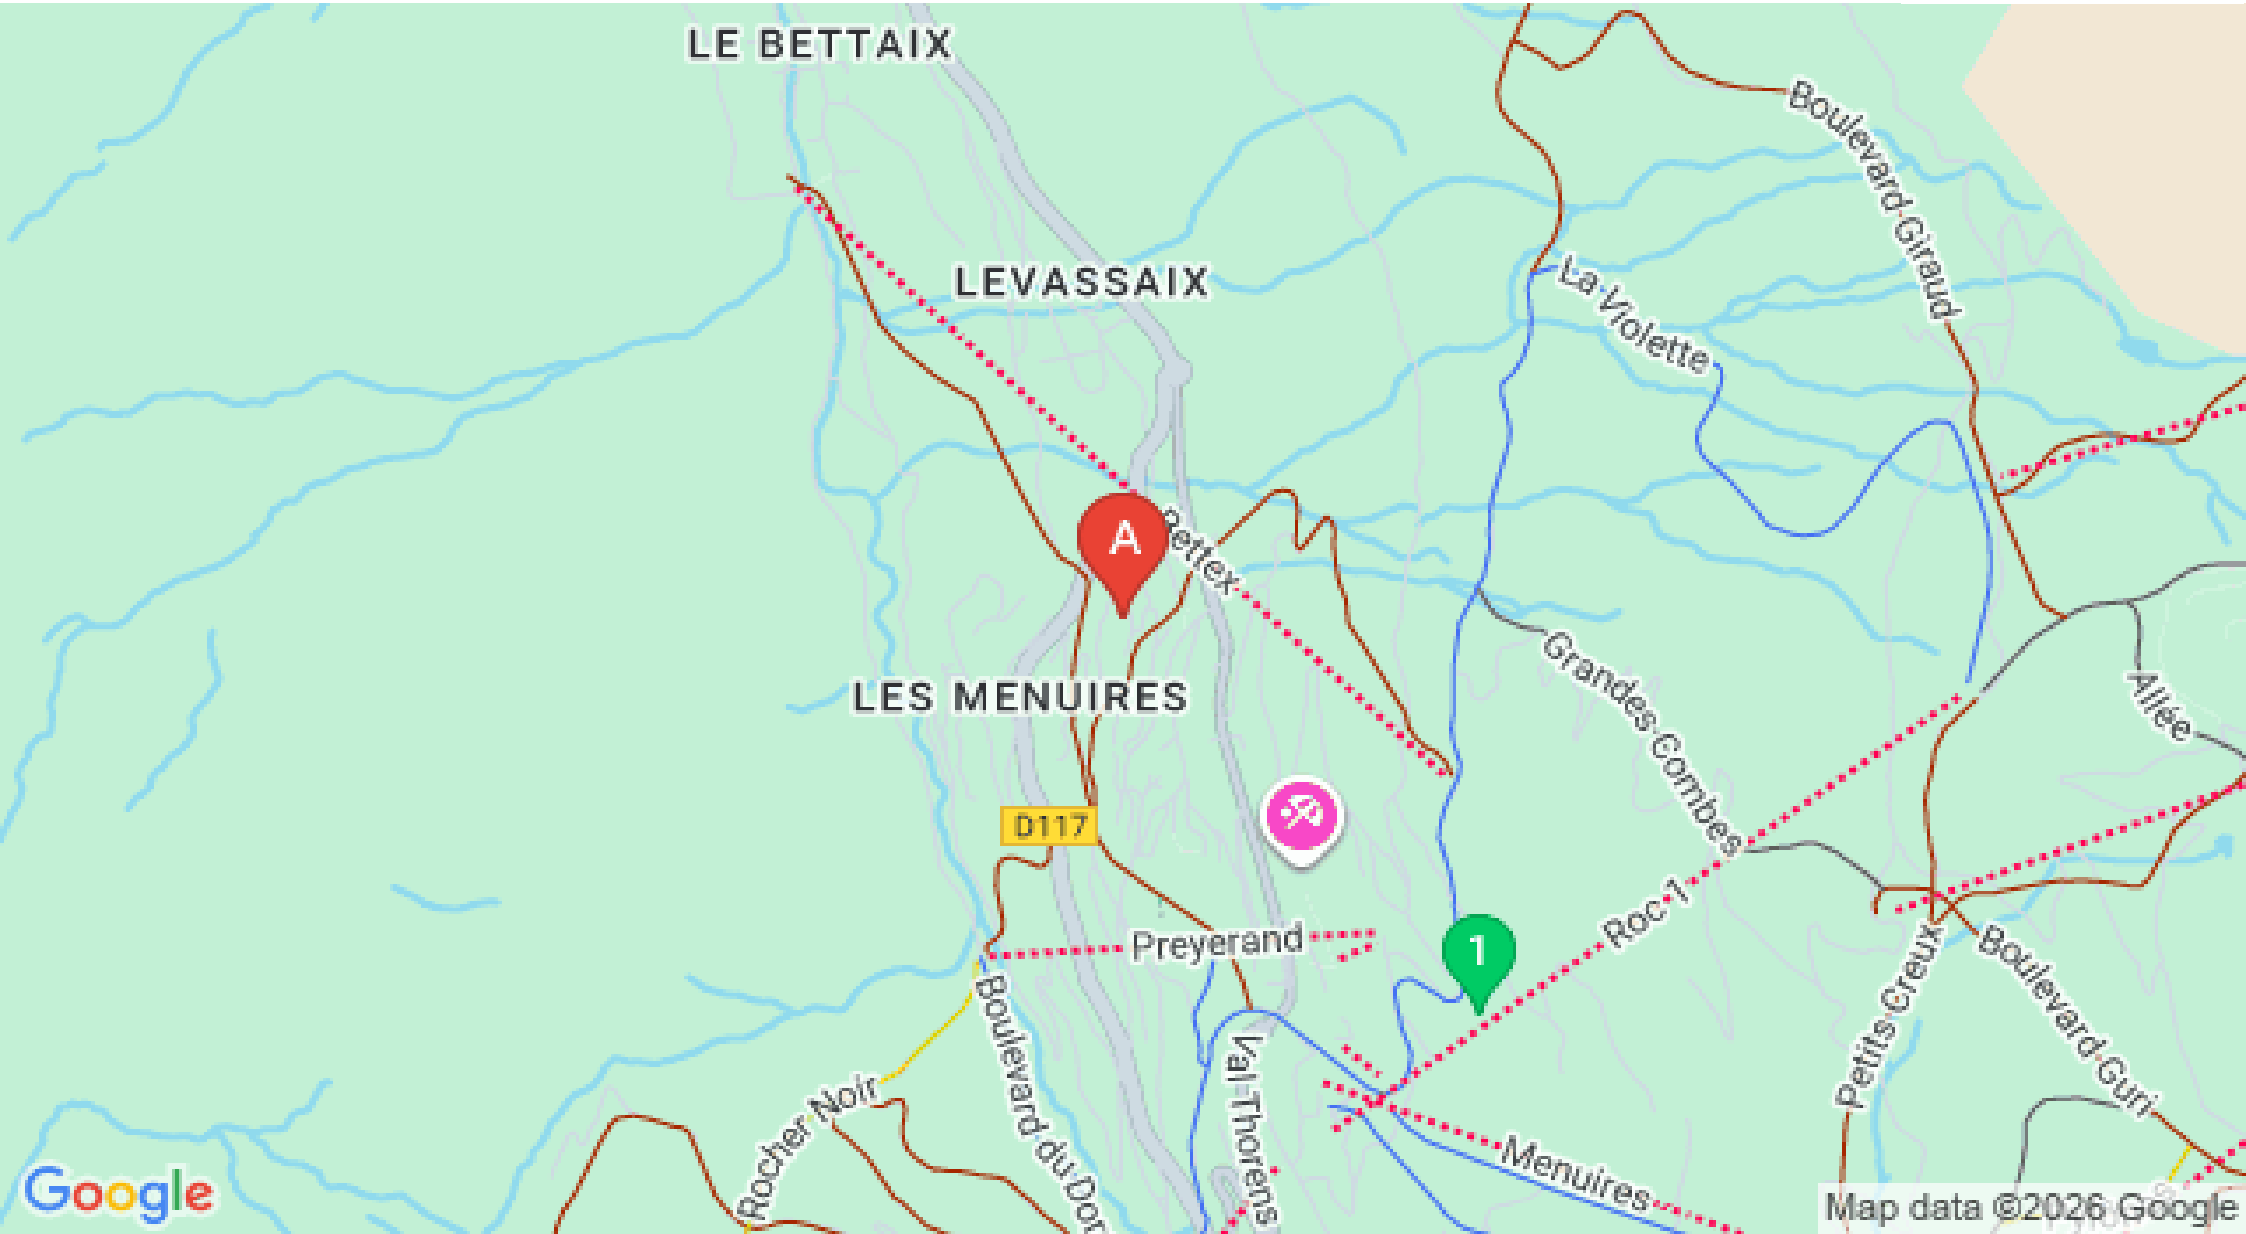 LE BETTAIX
Boulevard Giraud
LEVASSAIX
La Violette
A
Bettex
Grandes Combes
Allée
LES MENUIRES
D117
Preyerand
1
Roc 1
Petits Creux
Boulevard Guri
Boulevard du Dor
Val Thorens
Rocher Noir
Menuires
Google
Map data ©2026 Google